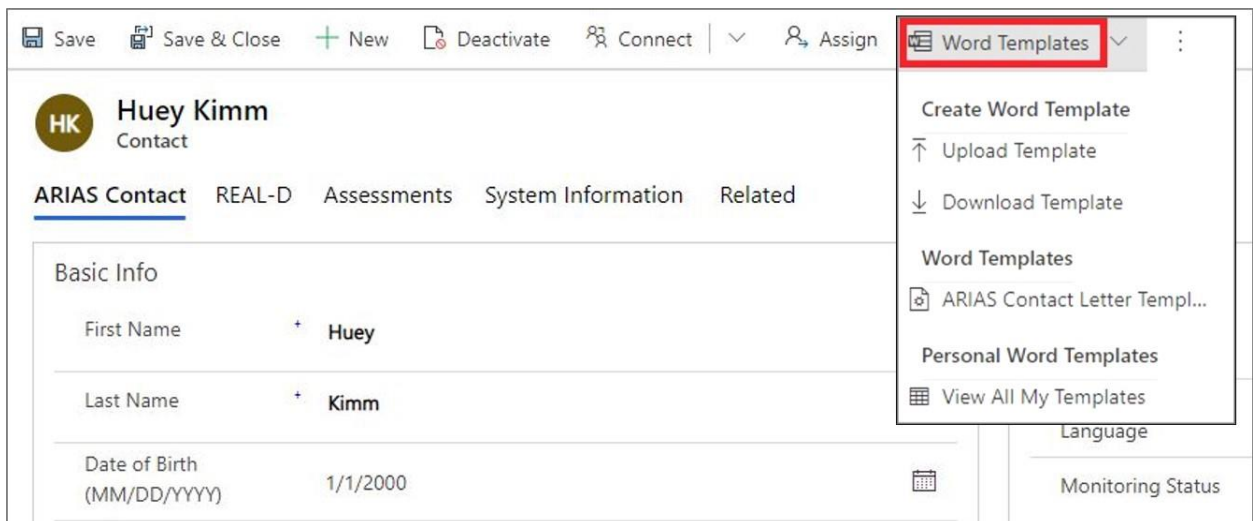 Save Save & Close + New Deactivate Connect Assign Word Templates
HK
Huey Kimm
Contact
ARIAS Contact REAL-D Assessments System Information Related
Create Word Template
Upload Template
Download Template
Word Templates
ARIAS Contact Letter Templ...
Personal Word Templates
View All My Templates
Basic Info
First Name + Huey
Last Name + Kimm
Date of Birth
(MM/DD/YYYY)
1/1/2000
Language
Monitoring Status